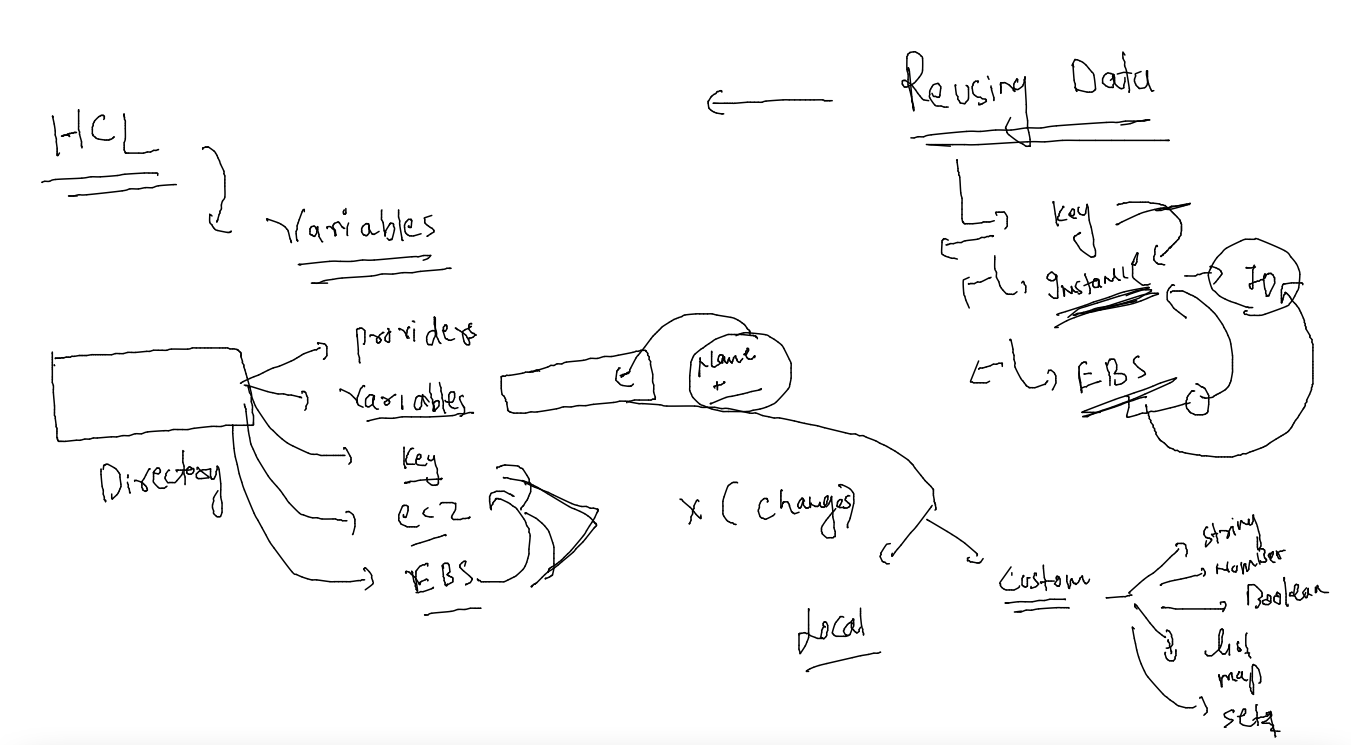 Reusing Data
HCL
Variables
Key
Instance
ID
EBS
providers
Variables
Name
+
Key
ec2
EBS
Directory
x ( changes)
Local
Custom
string
Number
Boolean
list
map
sets